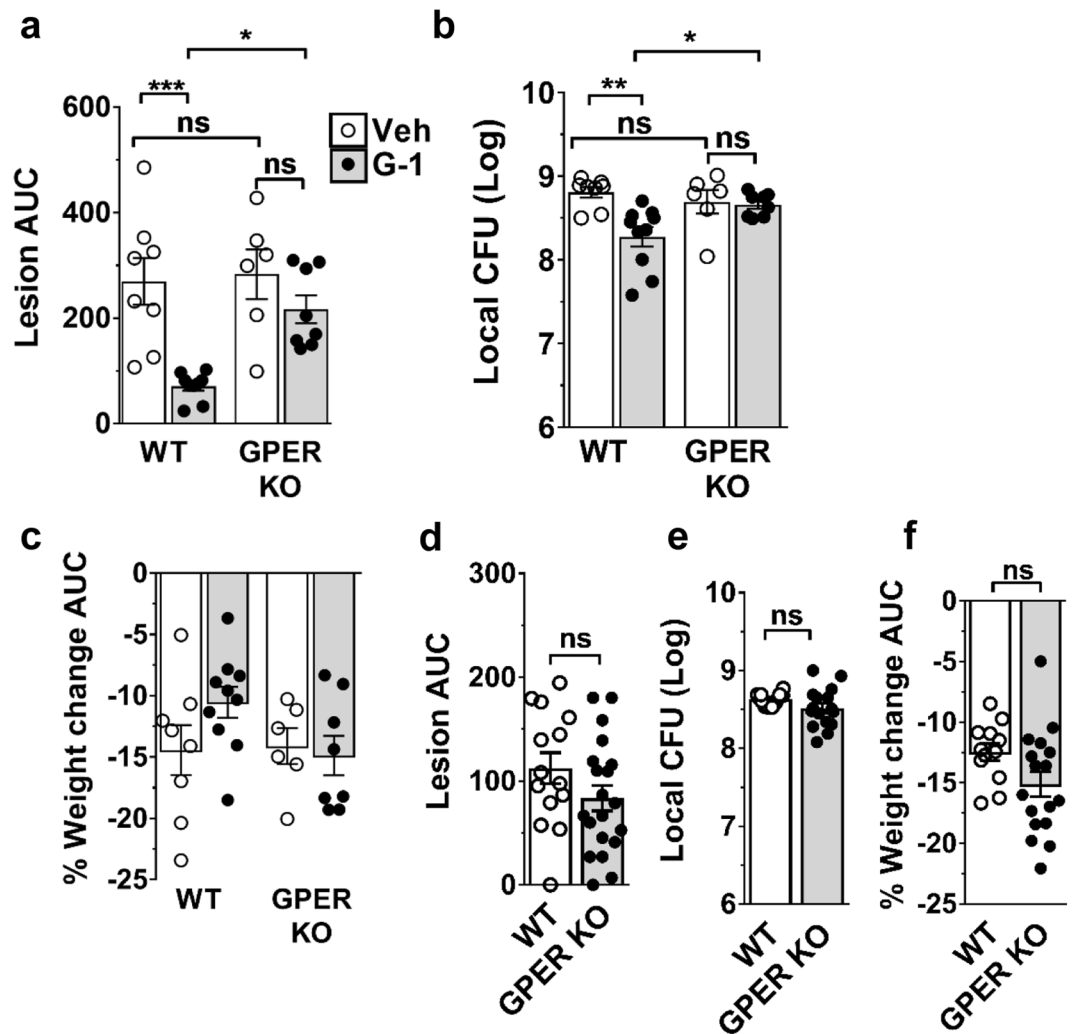 a
*
***
ns
ns
Veh
G-1
Lesion AUC
600
400
200
0
WT
GPER
KO
b
*
**
ns
ns
Local CFU (Log)
10
9
8
7
6
WT
GPER
KO
c
% Weight change AUC
0
-5
-10
-15
-20
-25
WT
GPER
KO
d
Lesion AUC
300
200
100
0
ns
WT
GPER KO
e
Local CFU (Log)
10
9
8
7
6
ns
WT
GPER KO
f
% Weight change AUC
ns
0
-5
-10
-15
-20
-25
WT
GPER KO